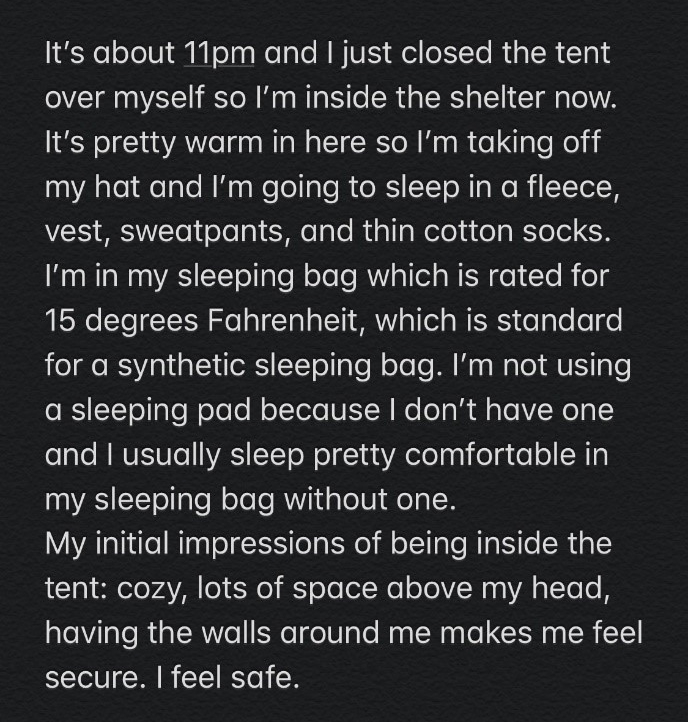 It’s about 11pm and I just closed the tent
over myself so I’m inside the shelter now.
It’s pretty warm in here so I’m taking off
my hat and I’m going to sleep in a fleece,
vest, sweatpants, and thin cotton socks.
I’m in my sleeping bag which is rated for
15 degrees Fahrenheit, which is standard
for a synthetic sleeping bag. I’m not using
a sleeping pad because I don’t have one
and I usually sleep pretty comfortable in
my sleeping bag without one.
My initial impressions of being inside the
tent: cozy, lots of space above my head,
having the walls around me makes me feel
secure. I feel safe.